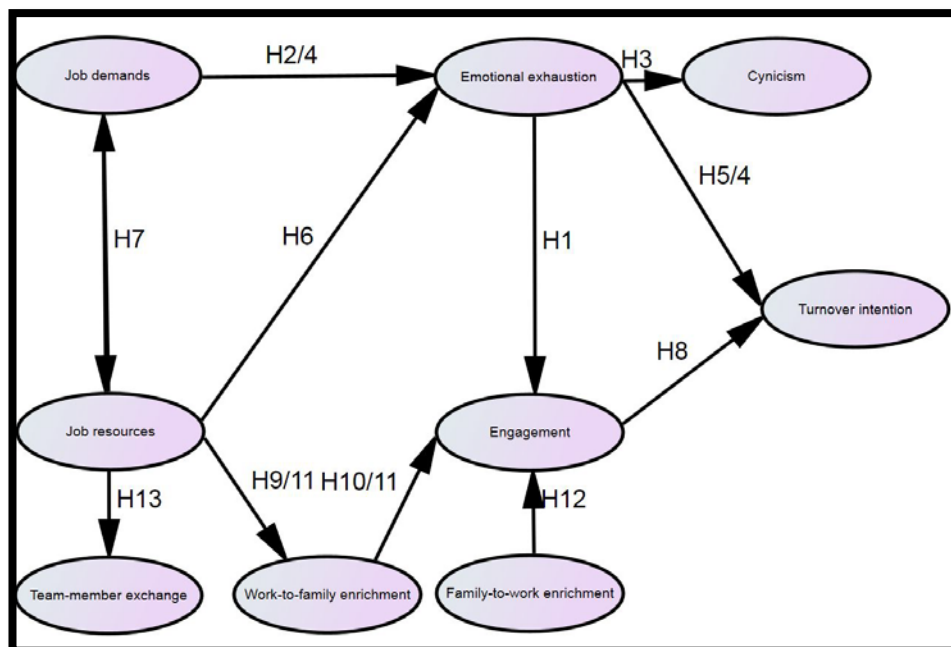 Job demands
H2/4
Emotional exhaustion
H3
Cynicism
H5/4
H7
H6
H1
Turnover intention
H8
Job resources
Engagement
H9/11
H10/11
H13
H12
Team-member exchange
Work-to-family enrichment
Family-to-work enrichment